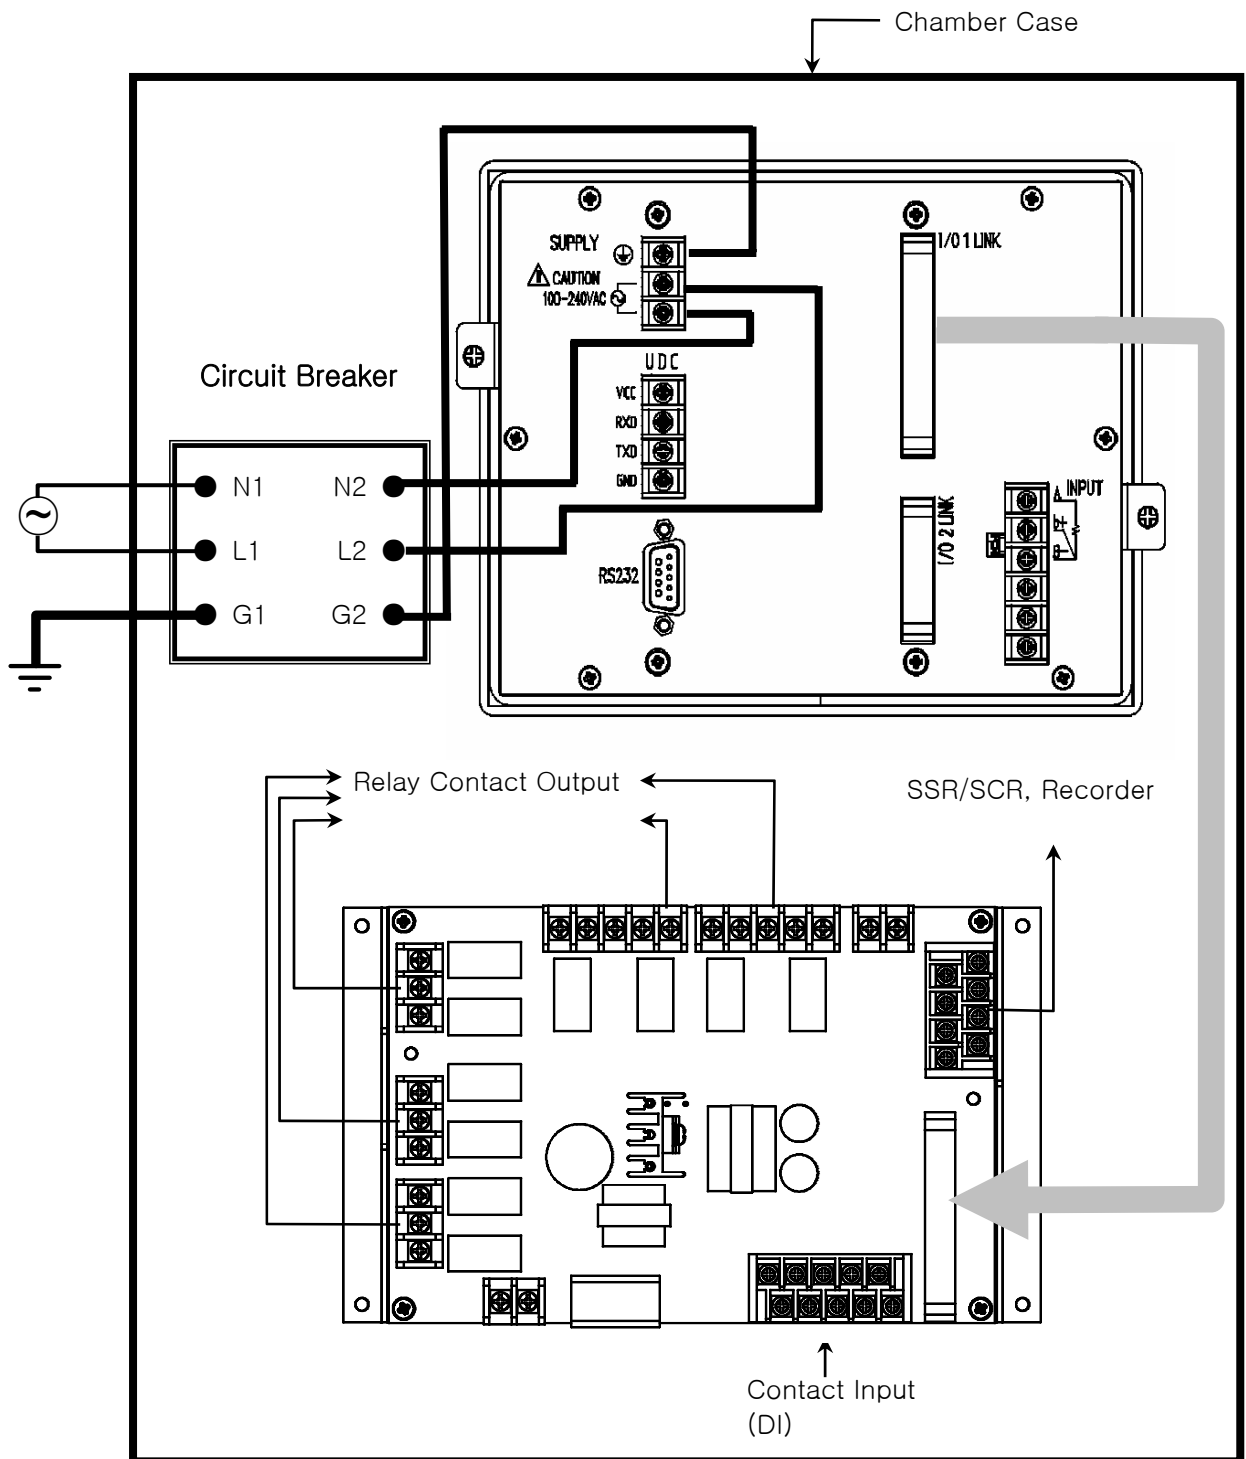 Chamber Case
SUPPLY
CAUTION
100-240VAC
I/O 1 LINK
UDC
VCC
RXD
TXD
GND
Circuit Breaker
N1 N2
L1 L2
G1 G2
I/O 2 LINK
INPUT
RS232
Relay Contact Output
SSR/SCR, Recorder
Contact Input
(DI)